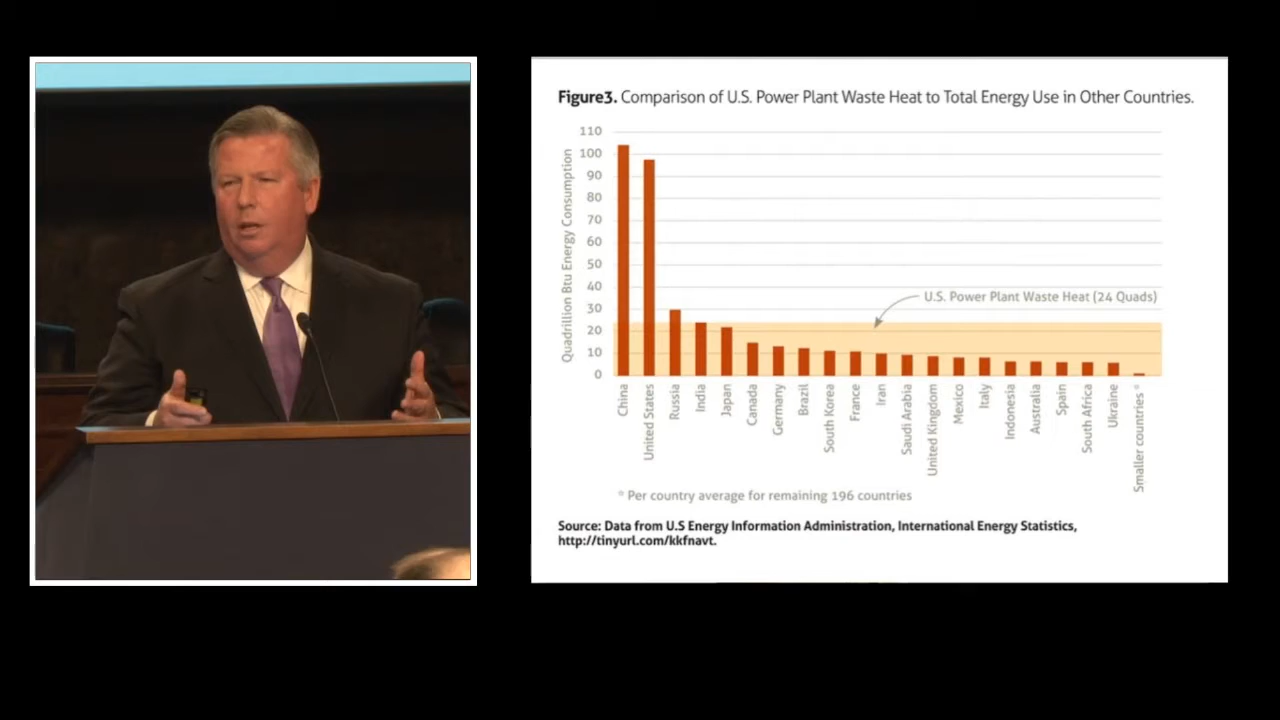 Figure3. Comparison of U.S. Power Plant Waste Heat to Total Energy Use in Other Countries.
Quadrillion Btu Energy Consumption
110
100
90
80
70
60
50
40
30
20
10
0
U.S. Power Plant Waste Heat (24 Quads)
China
United States
Russia
India
Japan
Canada
Germany
Brazil
South Korea
France
Iran
Saudi Arabia
United Kingdom
Mexico
Italy
Indonesia
Australia
Spain
South Africa
Ukraine
Smaller countries *
* Per country average for remaining 196 countries
Source: Data from U.S Energy Information Administration, International Energy Statistics,
http://tinyurl.com/kkfnavt.